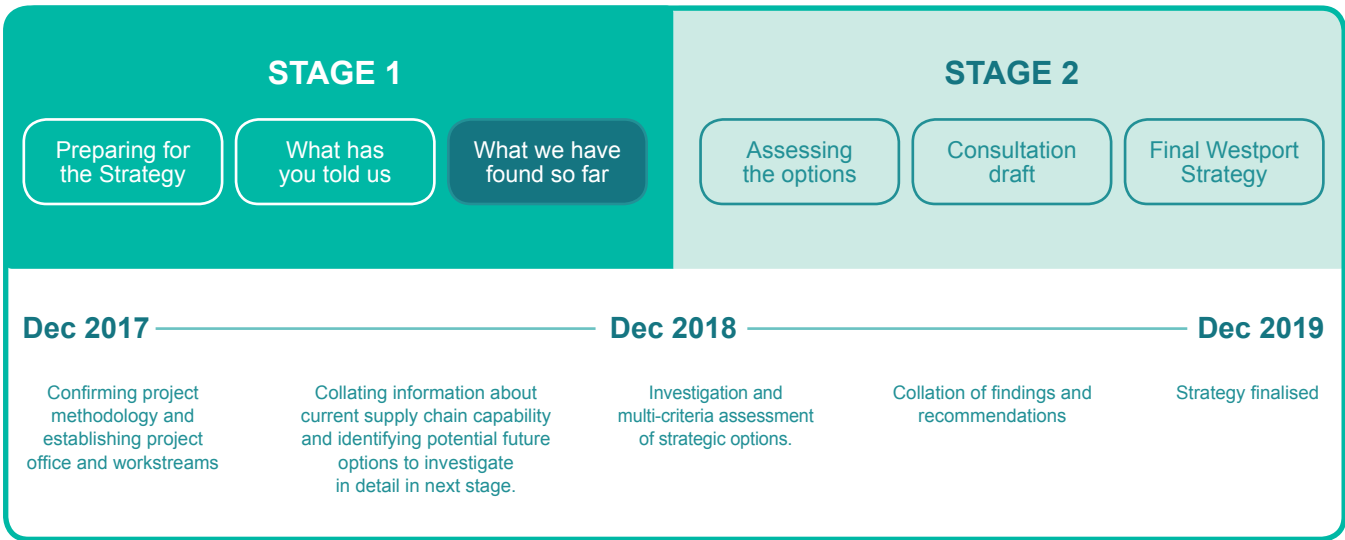 STAGE 1
Preparing for
the Strategy
What has
you told us
What we have
found so far
STAGE 2
Assessing
the options
Consultation
draft
Final Westport
Strategy
Dec 2017
Dec 2018
Dec 2019
Confirming project
methodology and
establishing project
office and workstreams
Collating information about
current supply chain capability
and identifying potential future
options to investigate
in detail in next stage.
Investigation and
multi-criteria assessment
of strategic options.
Collation of findings and
recommendations
Strategy finalised